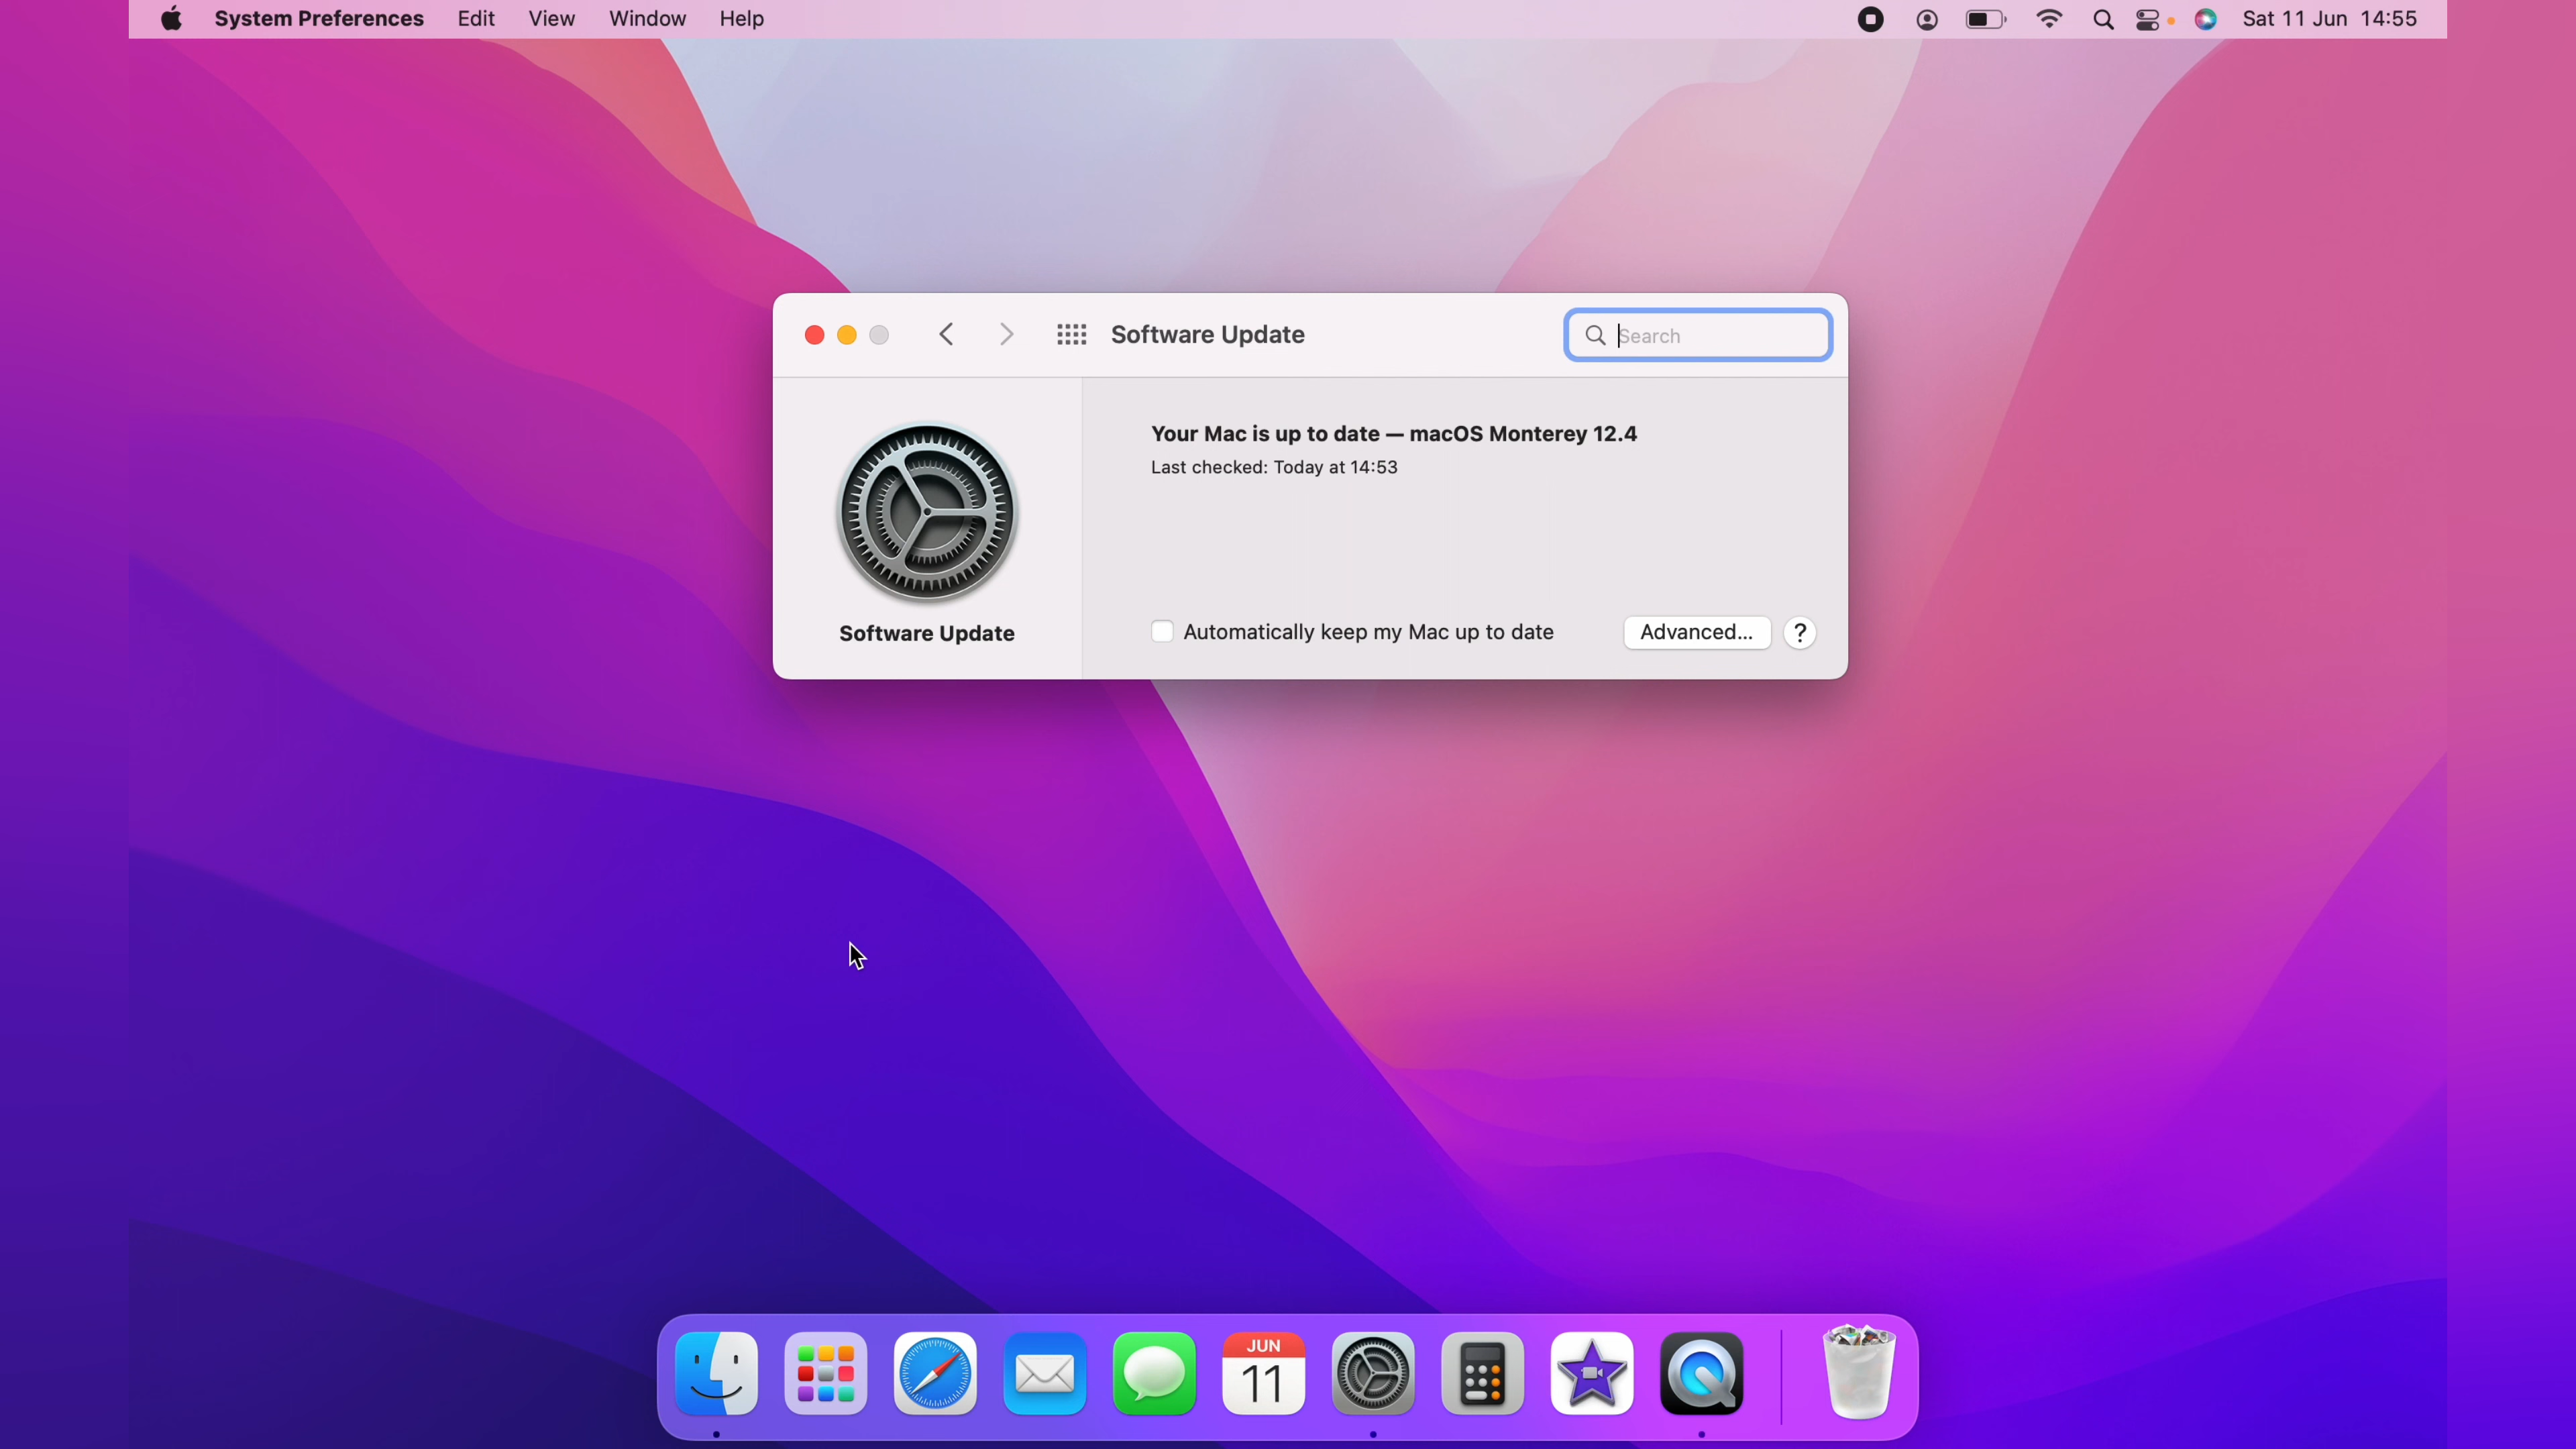 System Preferences Edit View Window Help Sat 11 Jun 14:55
Software Update
Search
Your Mac is up to date — macOS Monterey 12.4
Last checked: Today at 14:53
Software Update
Automatically keep my Mac up to date Advanced... ?
JUN
11